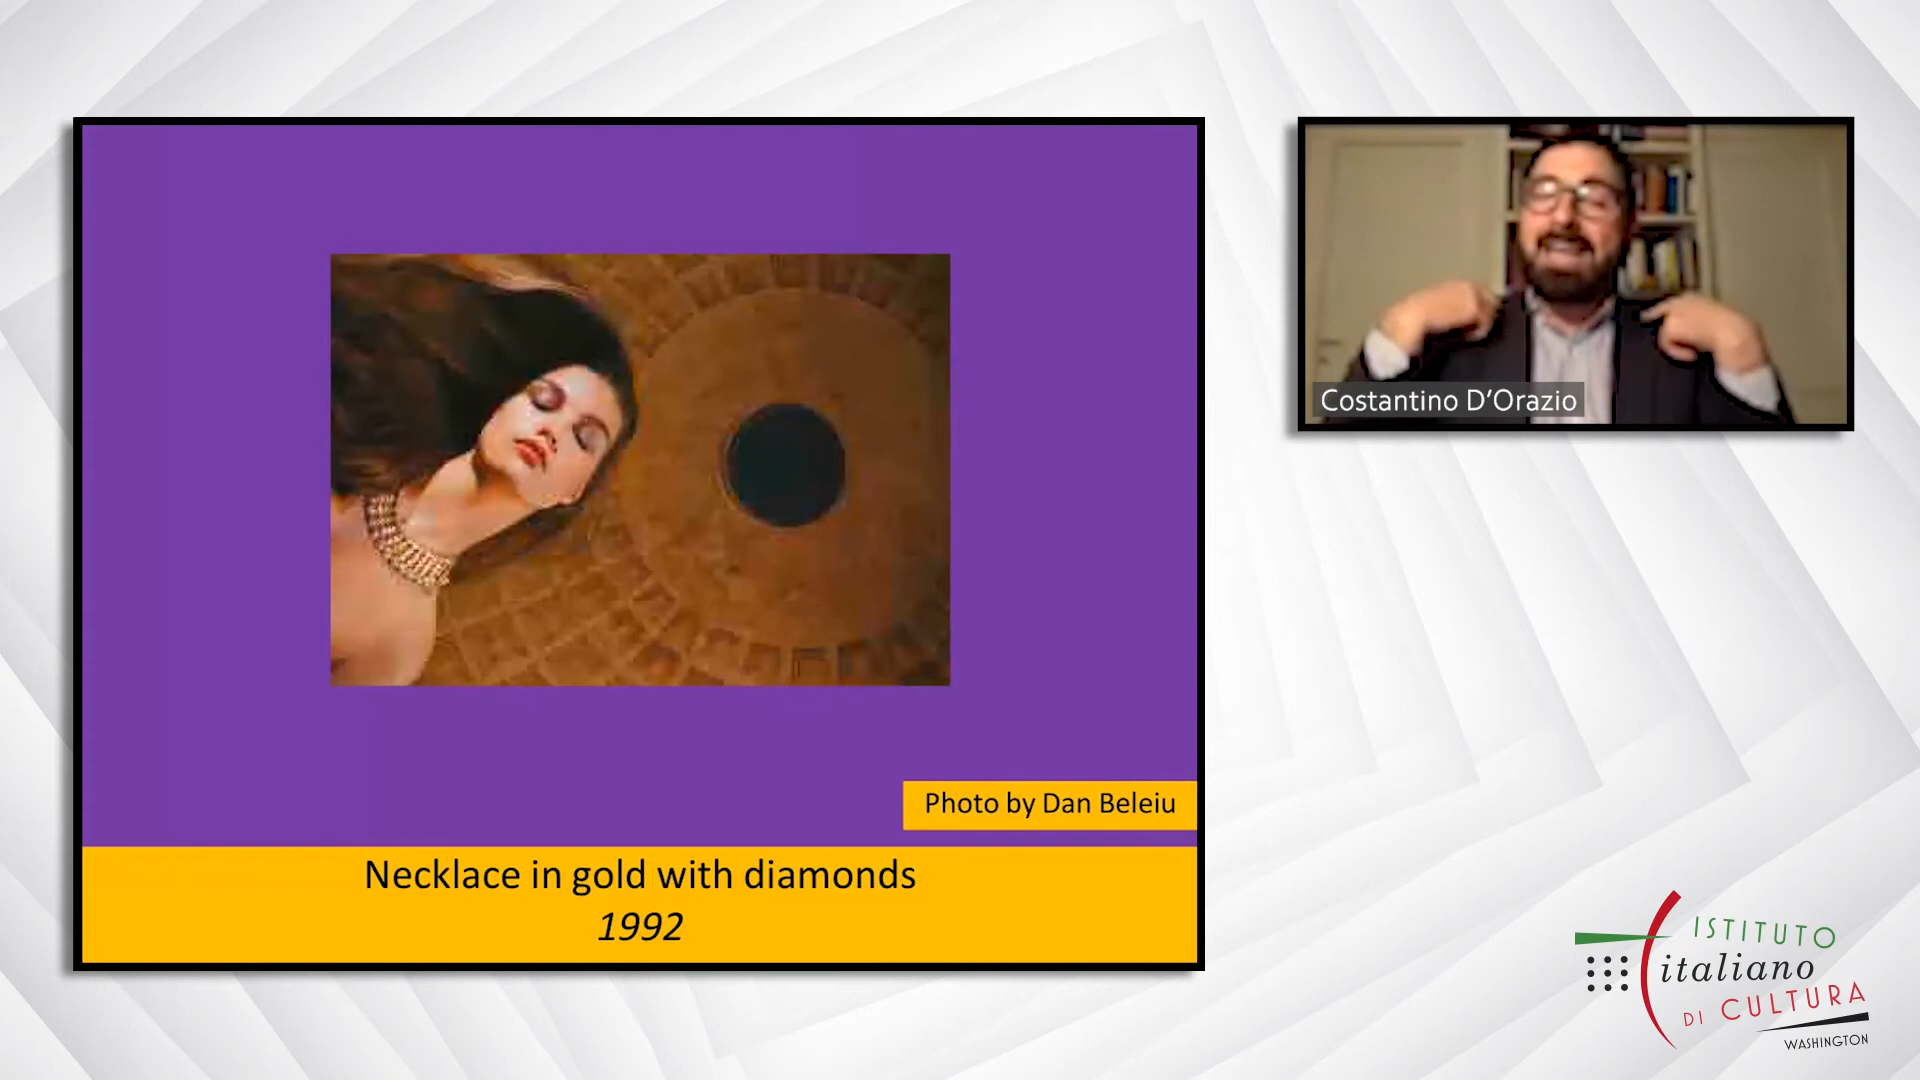 Costantino D’Orazio
Photo by Dan Beleiu
Necklace in gold with diamonds
1992
ISTITUTO
italiano
DI CULTURA
WASHINGTON